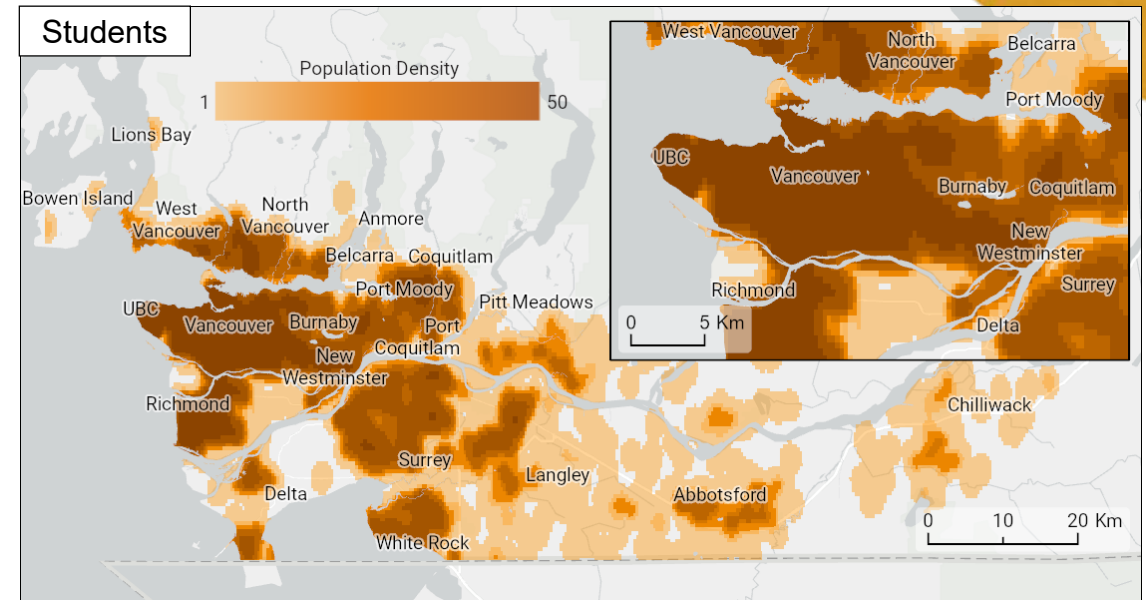 Students
Population Density
1
50
Lions Bay
Bowen Island
West
Vancouver
North
Vancouver
Anmore
Belcarra
Coquitlam
Port Moody
Pitt Meadows
UBC
Vancouver
Burnaby
Port
Coquitlam
New
Westminster
Richmond
Surrey
Delta
Langley
White Rock
Abbotsford
Chilliwack
0 10 20 Km
West Vancouver
North
Vancouver
Belcarra
Port Moody
UBC
Vancouver
Burnaby
Coquitlam
New
Westminster
Richmond
Surrey
Delta
0 5 Km